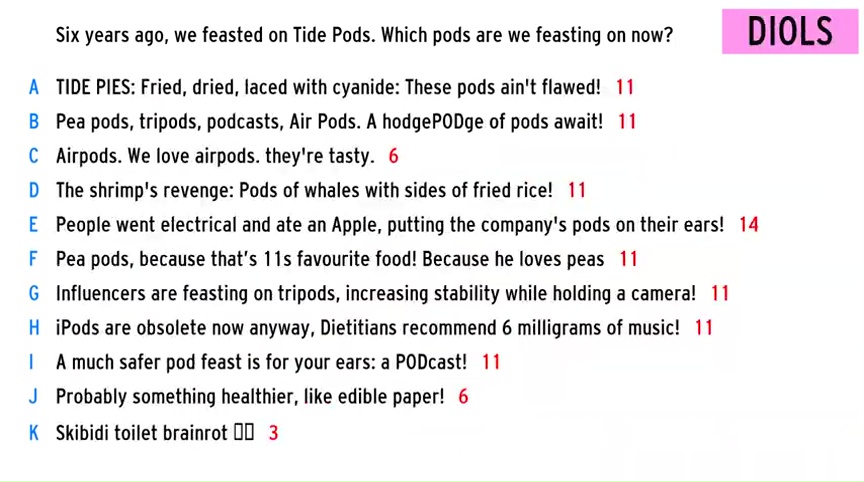 Six years ago, we feasted on Tide Pods. Which pods are we feasting on now?
DIOLS
A TIDE PIES: Fried, dried, laced with cyanide: These pods ain't flawed! 11
B Pea pods, tripods, podcasts, Air Pods. A hodgePODge of pods await! 11
C Airpods. We love airpods. they're tasty. 6
D The shrimp's revenge: Pods of whales with sides of fried rice! 11
E People went electrical and ate an Apple, putting the company's pods on their ears! 14
F Pea pods, because that's 11s favourite food! Because he loves peas 11
G Influencers are feasting on tripods, increasing stability while holding a camera! 11
H iPods are obsolete now anyway, Dietitians recommend 6 milligrams of music! 11
I A much safer pod feast is for your ears: a PODcast! 11
J Probably something healthier, like edible paper! 6
K Skibidi toilet brainrot 3